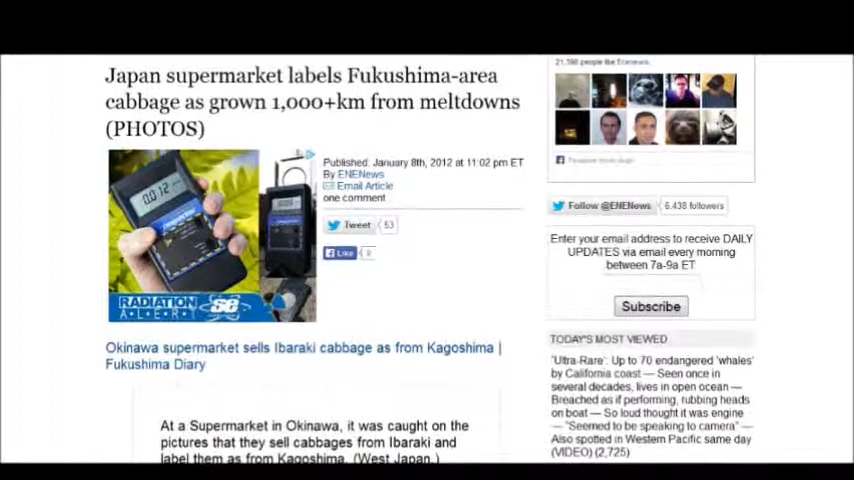 Japan supermarket labels Fukushima-area
cabbage as grown 1,000+km from meltdowns
(PHOTOS)
0.012
RADIATION
A·L·E·R·T
se
Published: January 8th, 2012 at 11:02 pm ET
By ENENews
Email Article
one comment
Tweet 53
Like
Okinawa supermarket sells Ibaraki cabbage as from Kagoshima |
Fukushima Diary
At a Supermarket in Okinawa, it was caught on the
pictures that they sell cabbages from Ibaraki and
label them as from Kagoshima. (West Japan.)
people like Enenews.
Follow @ENENews 6,438 followers
Enter your email address to receive DAILY
UPDATES via email every morning
between 7a-9a ET
Subscribe
TODAY'S MOST VIEWED
'Ultra-Rare': Up to 70 endangered 'whales'
by California coast — Seen once in
several decades, lives in open ocean —
Breached as if performing, rubbing heads
on boat — So loud thought it was engine
— "Seemed to be speaking to camera" —
Also spotted in Western Pacific same day
(VIDEO) (2,725)